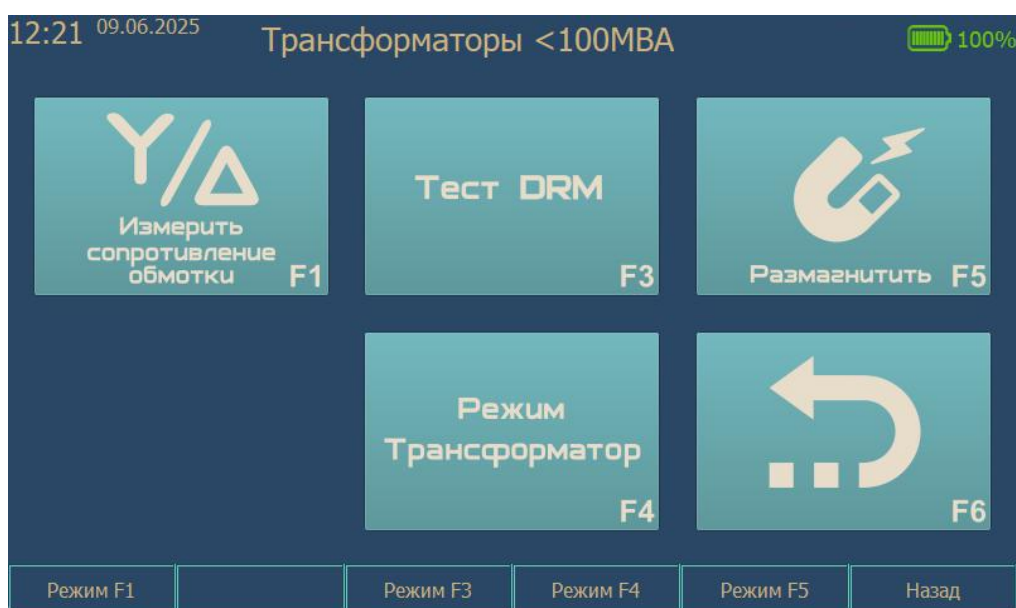 12:21 09.06.2025 Трансформаторы <100МВА 100%
Y/Δ
Измерить
сопротивление
обмотки F1
Тест DRM
F3
Размагнитить F5
Режим
Трансформатор
F4
F6
Режим F1 Режим F3 Режим F4 Режим F5 Назад